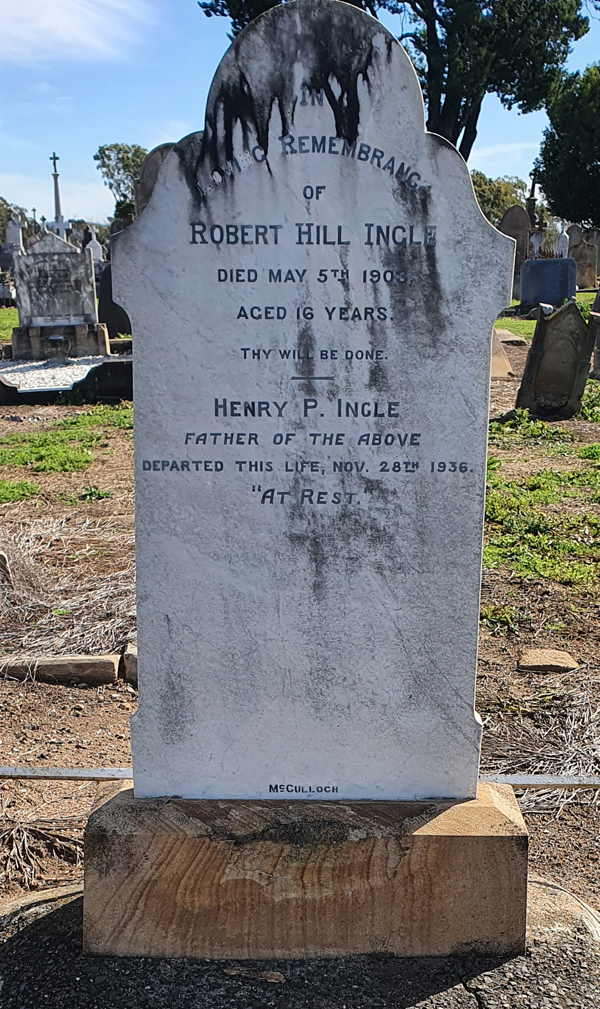 IN
LOVING REMEMBRANCE
OF
ROBERT HILL INGLE
DIED MAY 5TH 1903,
AGED 16 YEARS.
THY WILL BE DONE.
HENRY P. INGLE
FATHER OF THE ABOVE
DEPARTED THIS LIFE, NOV. 28TH 1936.
"AT REST."
McCULLOCH